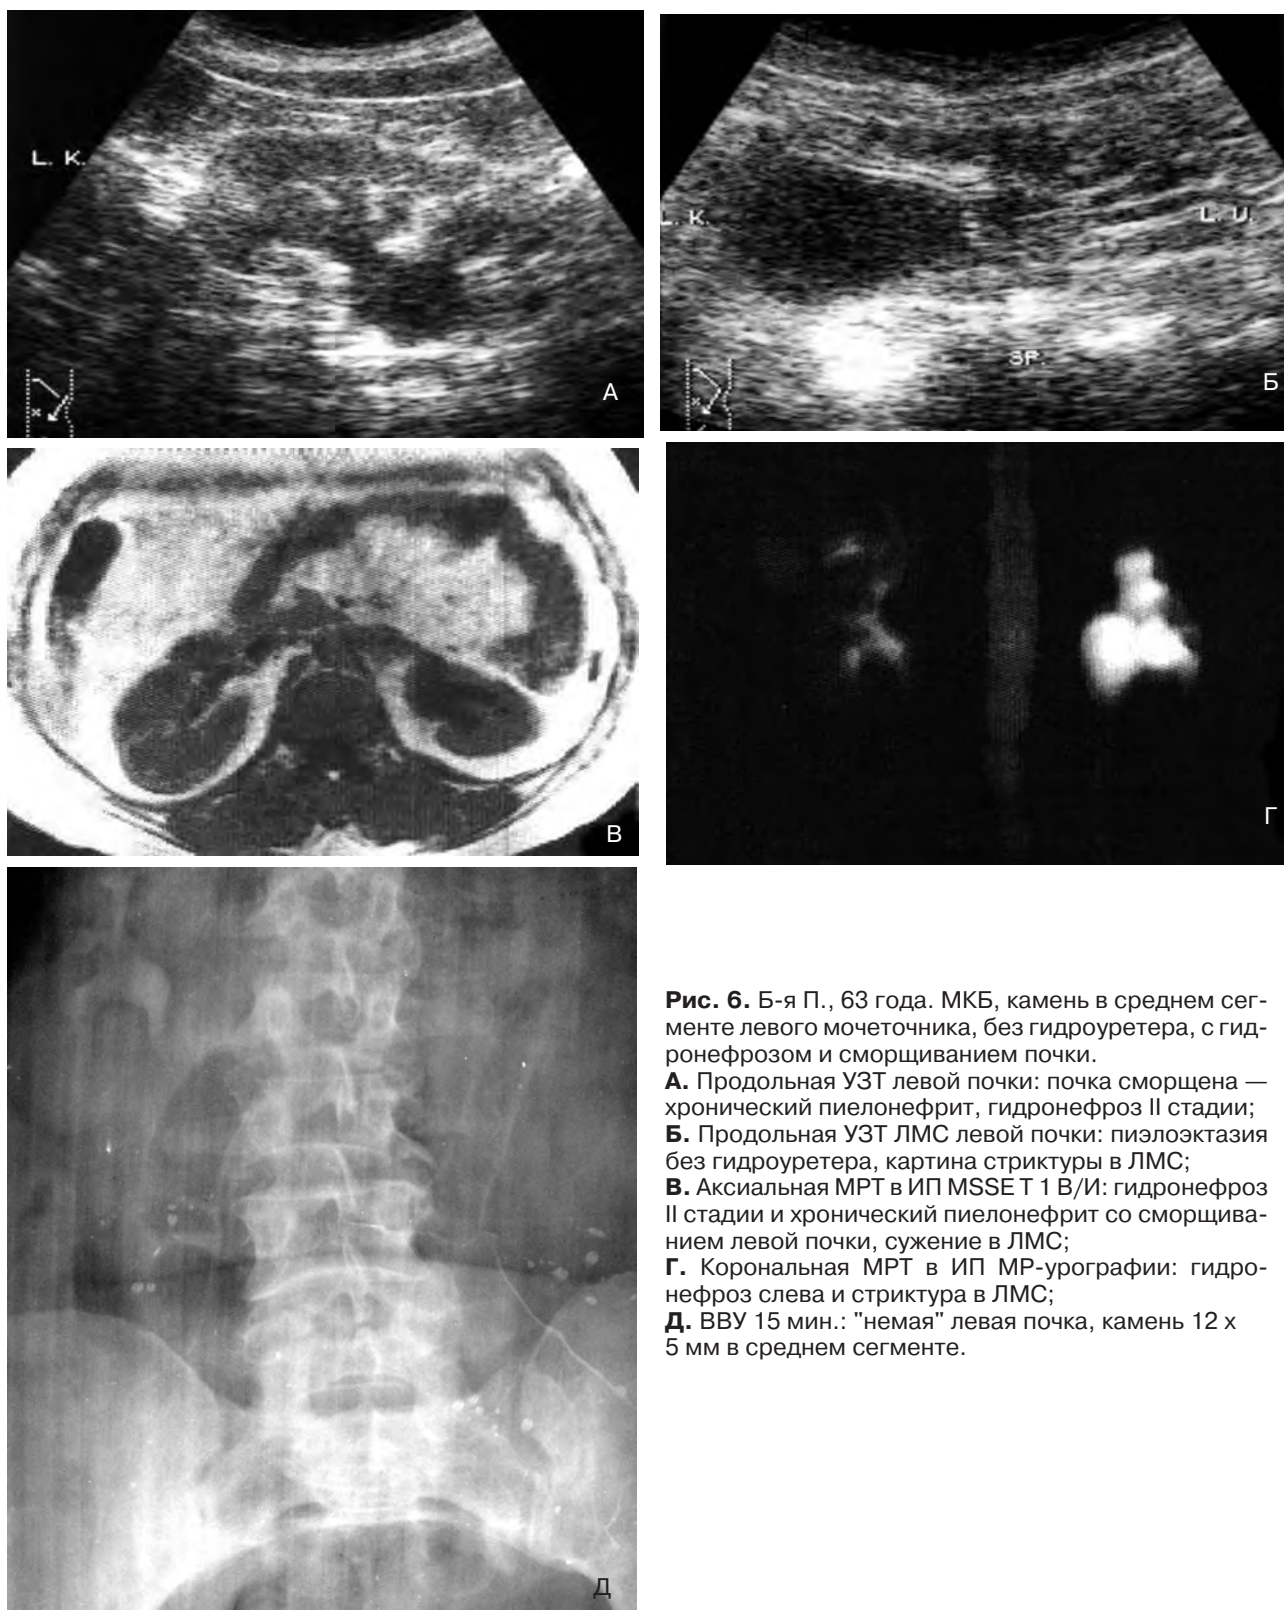 L. K.
А
L. K.
L. U.
SP.
Б
В
Г
Д
Рис. 6. Б-я П., 63 года. МКБ, камень в среднем сег-
менте левого мочеточника, без гидроуретера, с гид-
ронефрозом и сморщиванием почки.
А. Продольная УЗТ левой почки: почка сморщена —
хронический пиелонефрит, гидронефроз II стадии;
Б. Продольная УЗТ ЛМС левой почки: пиэлоэктазия
без гидроуретера, картина стриктуры в ЛМС;
В. Аксиальная МРТ в ИП MSSE T 1 В/И: гидронефроз
II стадии и хронический пиелонефрит со сморщива-
нием левой почки, сужение в ЛМС;
Г. Корональная МРТ в ИП МР-урографии: гидро-
нефроз слева и стриктура в ЛМС;
Д. ВВУ 15 мин.: "немая" левая почка, камень 12 х
5 мм в среднем сегменте.